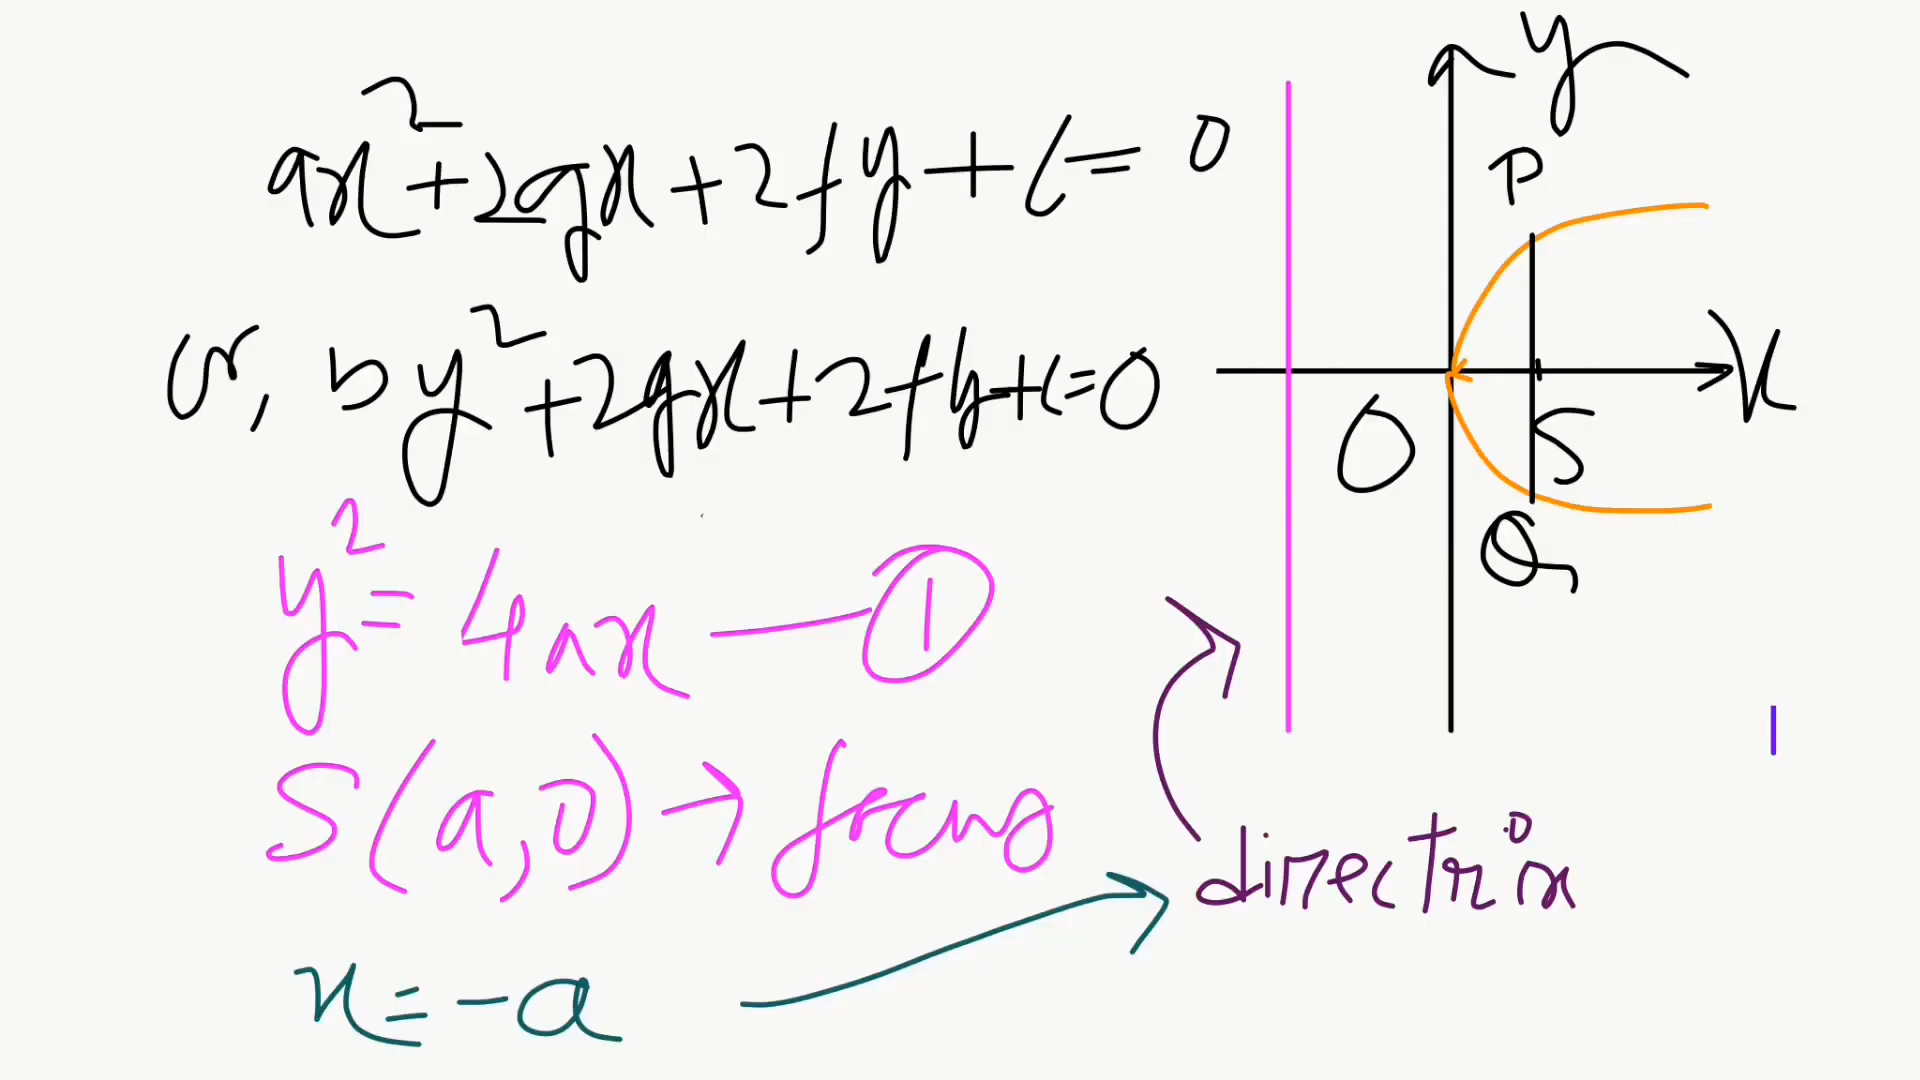 ax²+2gx+2fy+c=0
or, by²+2gx+2fy+c=0
y²=4ax —①
S(a,0)→focus
x=-a
directrix
y
P
x
O
S
Q